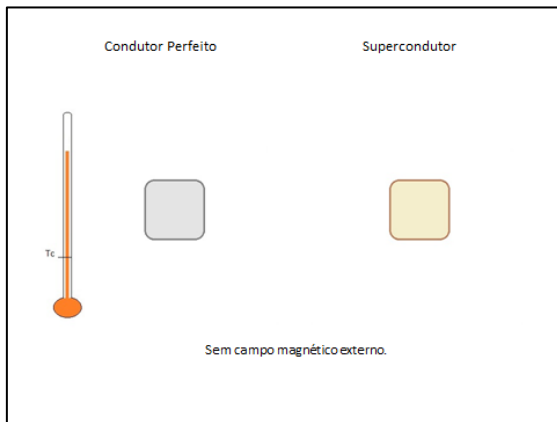 Condutor Perfeito
Supercondutor
Tc
Sem campo magnético externo.